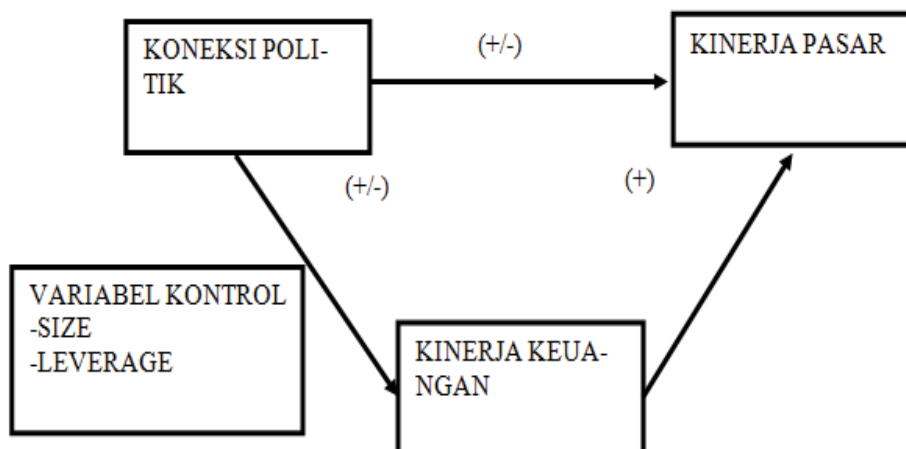 KONEKSI POLI-
TIK
(+/-)
KINERJA PASAR
(+/-)
(+)
VARIABEL KONTROL
-SIZE
-LEVERAGE
KINERJA KEUA-
NGAN